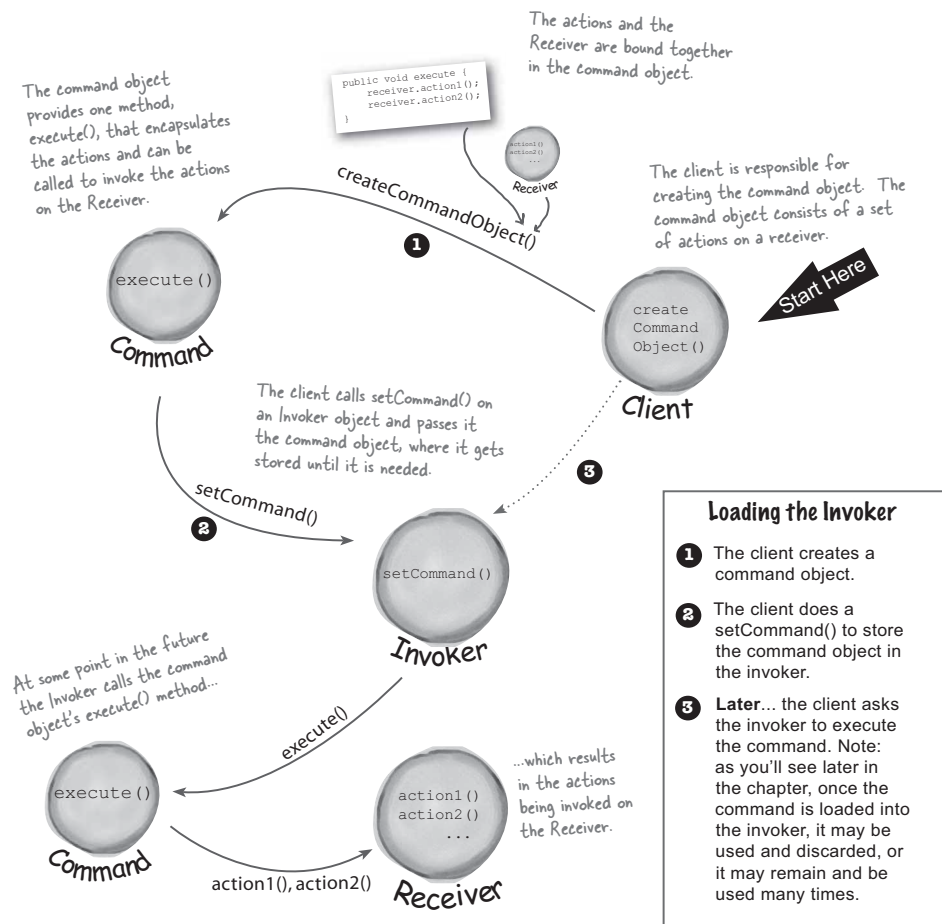 The actions and the
Receiver are bound together
in the command object.
public void execute {
receiver.action1();
receiver.action2();
}
The command object
provides one method,
execute(), that encapsulates
the actions and can be
called to invoke the actions
on the Receiver.
action1()
action2()
...
Receiver
createCommandObject()
1
The client is responsible for
creating the command object. The
command object consists of a set
of actions on a receiver.
Start Here
execute()
Command
create
Command
Object()
Client
The client calls setCommand() on
an Invoker object and passes it
the command object, where it gets
stored until it is needed.
3
setCommand()
2
setCommand()
Invoker
At some point in the future
the Invoker calls the command
object's execute() method...
execute()
execute()
Command
action1(), action2()
action1()
action2()
...
Receiver
...which results
in the actions
being invoked on
the Receiver.
Loading the Invoker
1 The client creates a
command object.
2 The client does a
setCommand() to store
the command object in
the invoker.
3 Later... the client asks
the invoker to execute
the command. Note:
as you'll see later in
the chapter, once the
command is loaded into
the invoker, it may be
used and discarded, or
it may remain and be
used many times.